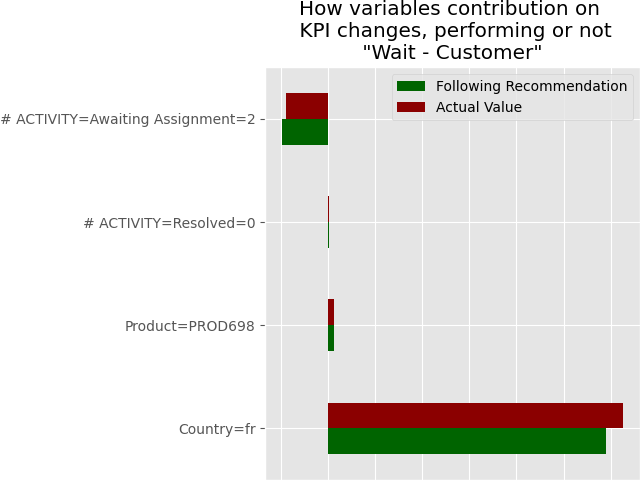 How variables contribution on
KPI changes, performing or not
"Wait - Customer"
Following Recommendation
Actual Value
# ACTIVITY=Awaiting Assignment=2
# ACTIVITY=Resolved=0
Product=PROD698
Country=fr